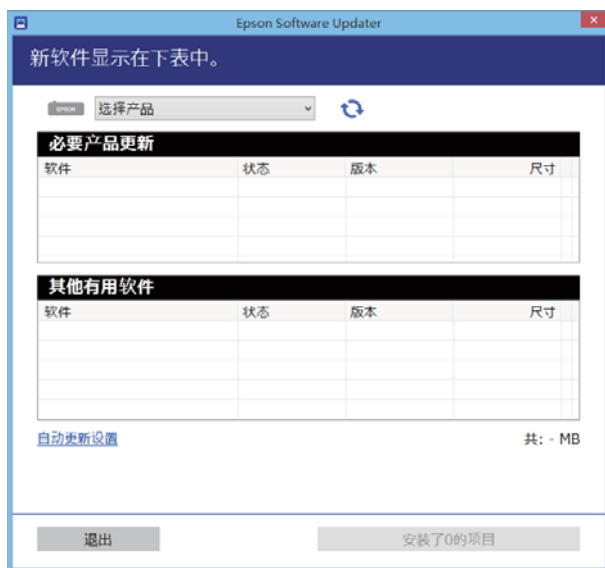 Epson Software Updater
新软件显示在下表中。
EPSON 选择产品
必要产品更新
软件 状态 版本 尺寸
其他有用软件
软件 状态 版本 尺寸
自动更新设置 共: - MB
退出 安装了0的项目